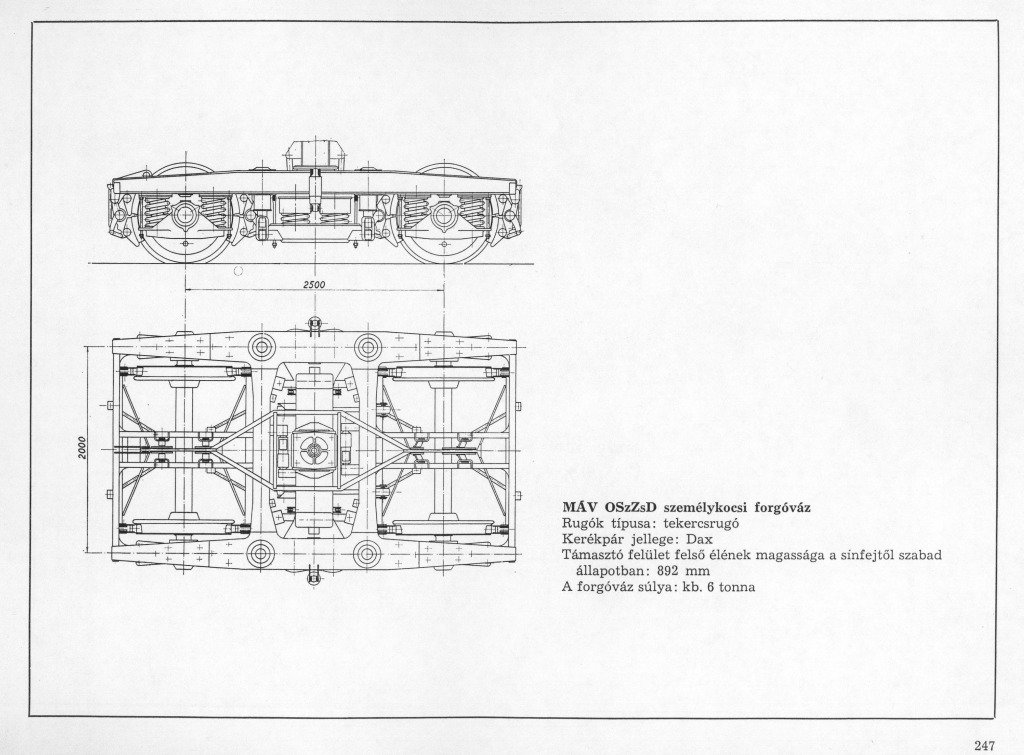 2500
2000
MÁV OSzZsD személykocsi forgóváz
Rugók típusa: tekercsrugó
Kerékpár jellege: Dax
Támasztó felület felső élének magassága a sínfejtől szabad
állapotban: 892 mm
A forgóváz súlya: kb. 6 tonna
247